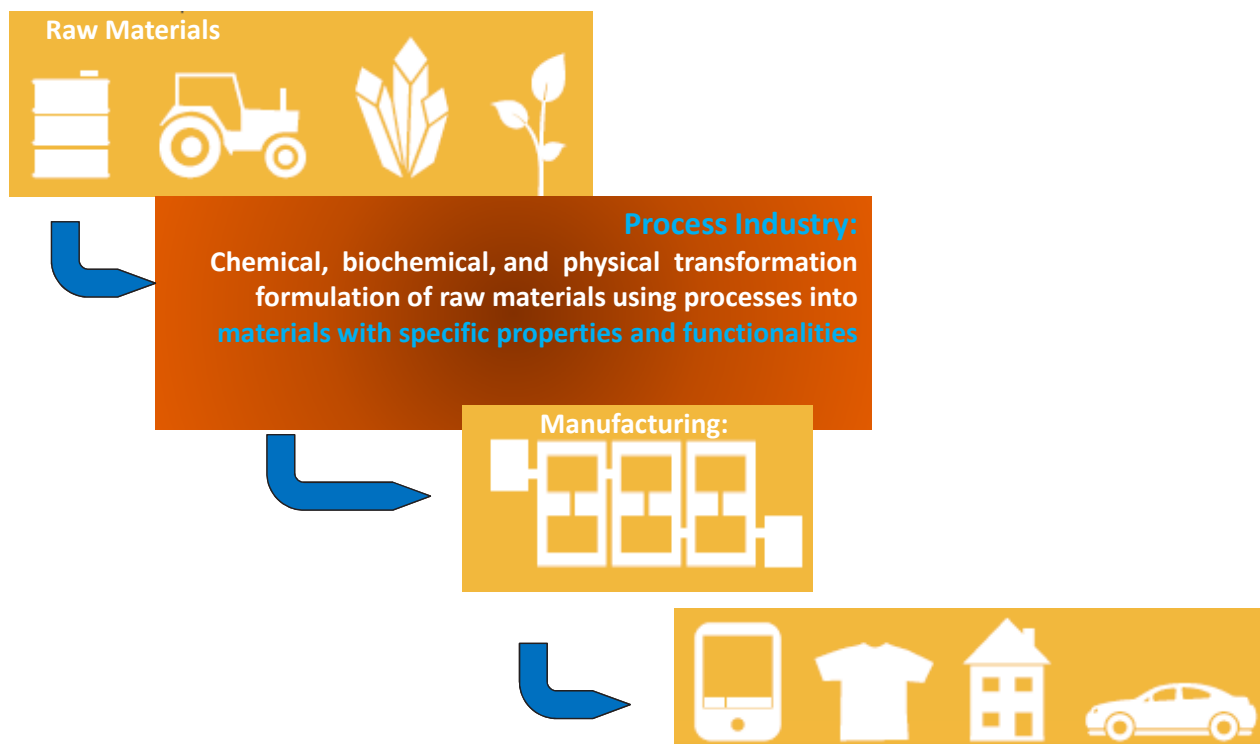 Raw Materials
Process Industry:
Chemical, biochemical, and physical transformation
formulation of raw materials using processes into
materials with specific properties and functionalities
Manufacturing: